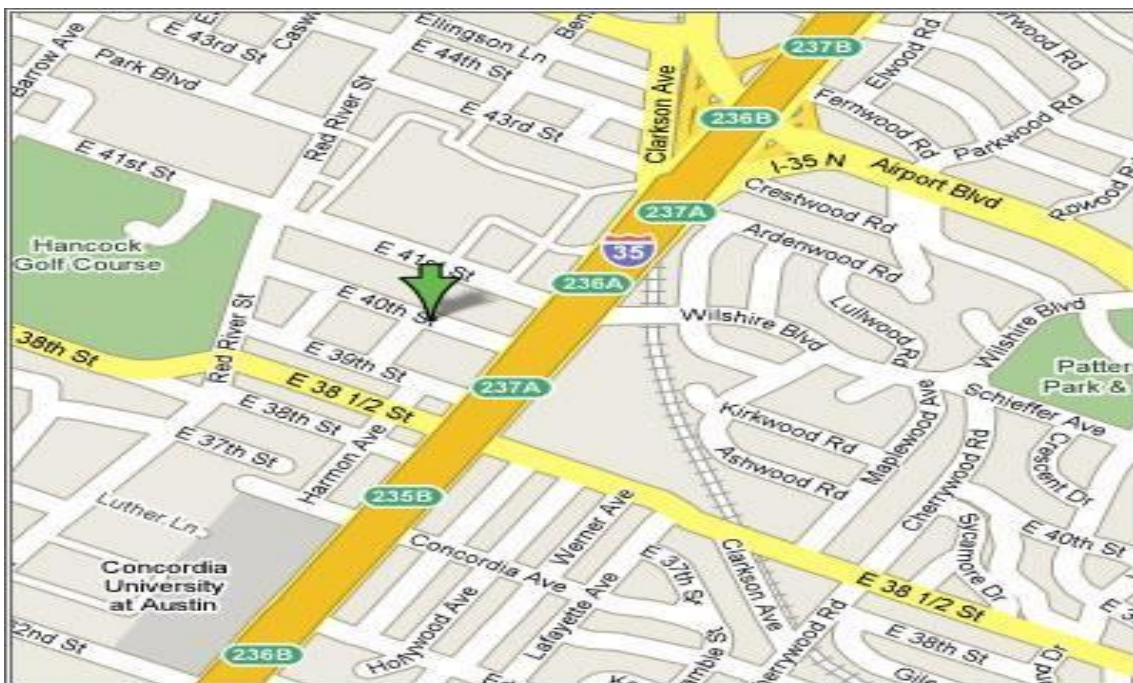 E 43rd St
Ellingson Ln
237B
Elwood Rd
Barrow Ave
Park Blvd
E 44th St
Red River St
Clarkson Ave
Fernwood Rd
236B
E 43rd St
Parkwood Rd
E 41st St
I-35 N
Airport Blvd
Crestwood Rd
237A
Ardenwood Rd
Hancock
Golf Course
E 41st St
35
236A
E 40th St
Lullwood Rd
Wilshire Blvd
Wilshire Blvd
Red River St
38th St
E 39th St
E 38 1/2 St
237A
Patter
Park &
Schieffer Ave
E 38th St
Kirkwood Rd
Maplewood Ave
E 37th St
Harmon Ave
Ashwood Rd
Cherrywood Rd
Crescent Dr
235B
Luther Ln
Werner Ave
Concordia Ave
E 37th St
Clarkson Ave
Sycamore Dr
E 40th St
Concordia
University
at Austin
E 38 1/2 St
Lafayette Ave
Hollywood Ave
32nd St
236B
E 38th St